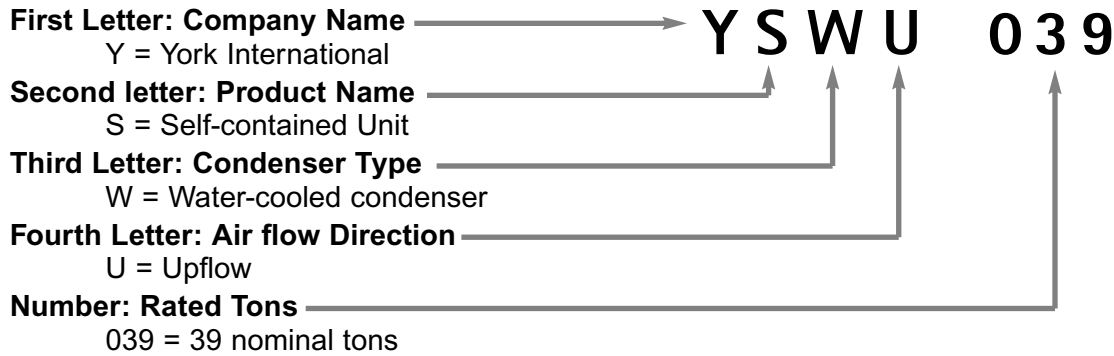 First Letter: Company Name
Y S W U 039
Y = York International
Second letter: Product Name
S = Self-contained Unit
Third Letter: Condenser Type
W = Water-cooled condenser
Fourth Letter: Air flow Direction
U = Upflow
Number: Rated Tons
039 = 39 nominal tons